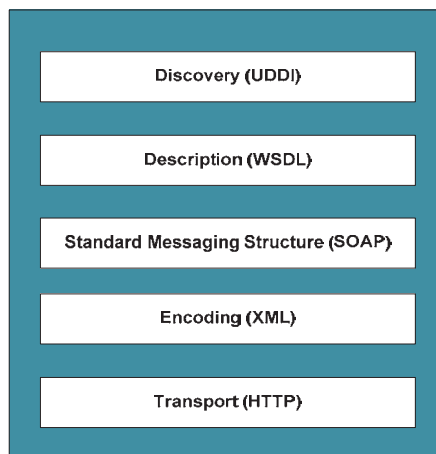 Discovery (UDDI)
Description (WSDL)
Standard Messaging Structure (SOAP)
Encoding (XML)
Transport (HTTP)